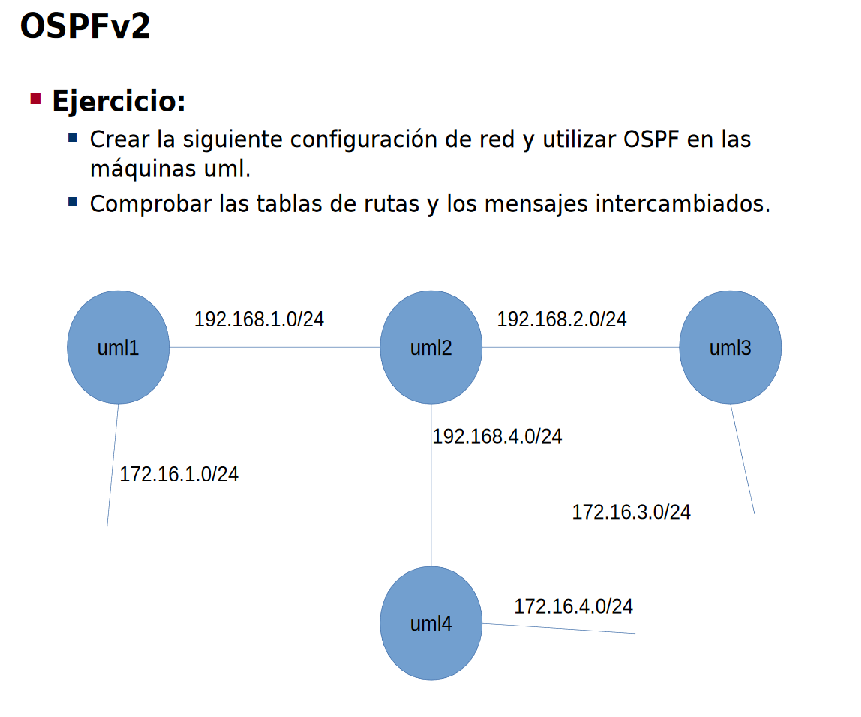 OSPFv2
Ejercicio:
Crear la siguiente configuración de red y utilizar OSPF en las
máquinas uml.
Comprobar las tablas de rutas y los mensajes intercambiados.
192.168.1.0/24
192.168.2.0/24
uml1
uml2
uml3
192.168.4.0/24
172.16.1.0/24
172.16.3.0/24
172.16.4.0/24
uml4